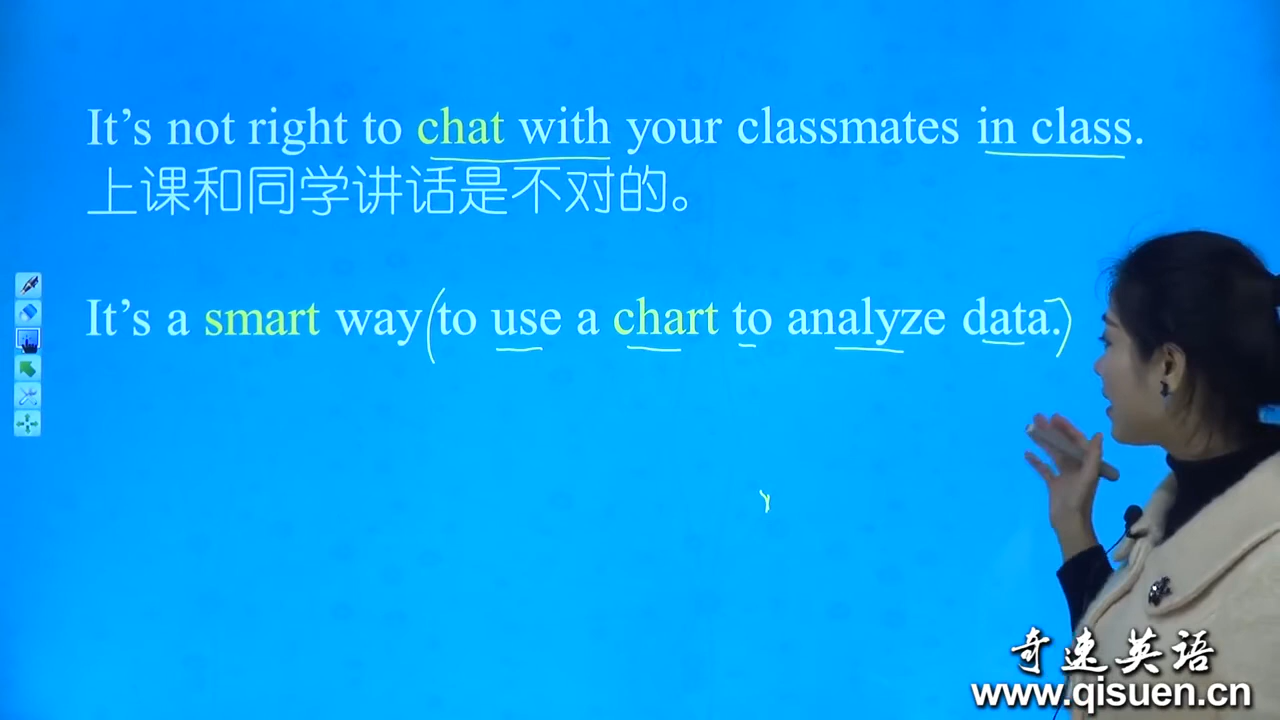 It’s not right to chat with your classmates in class.
上课和同学讲话是不对的。
It’s a smart way(to use a chart to analyze data.)
奇速英语
www.qisuen.cn